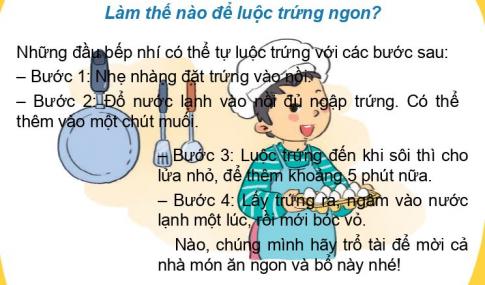 Làm thế nào để luộc trứng ngon?
Những đầu bếp nhí có thể tự luộc trứng với các bước sau:
– Bước 1: Nhẹ nhàng đặt trứng vào nồi.
– Bước 2: Đổ nước lạnh vào nồi đủ ngập trứng. Có thể
thêm vào một chút muối.
– Bước 3: Luộc trứng đến khi sôi thì cho
lửa nhỏ, để thêm khoảng 5 phút nữa.
– Bước 4: Lấy trứng ra, ngâm vào nước
lạnh một lúc, rồi mới bóc vỏ.
Nào, chúng mình hãy trổ tài để mời cả
nhà món ăn ngon và bổ này nhé!